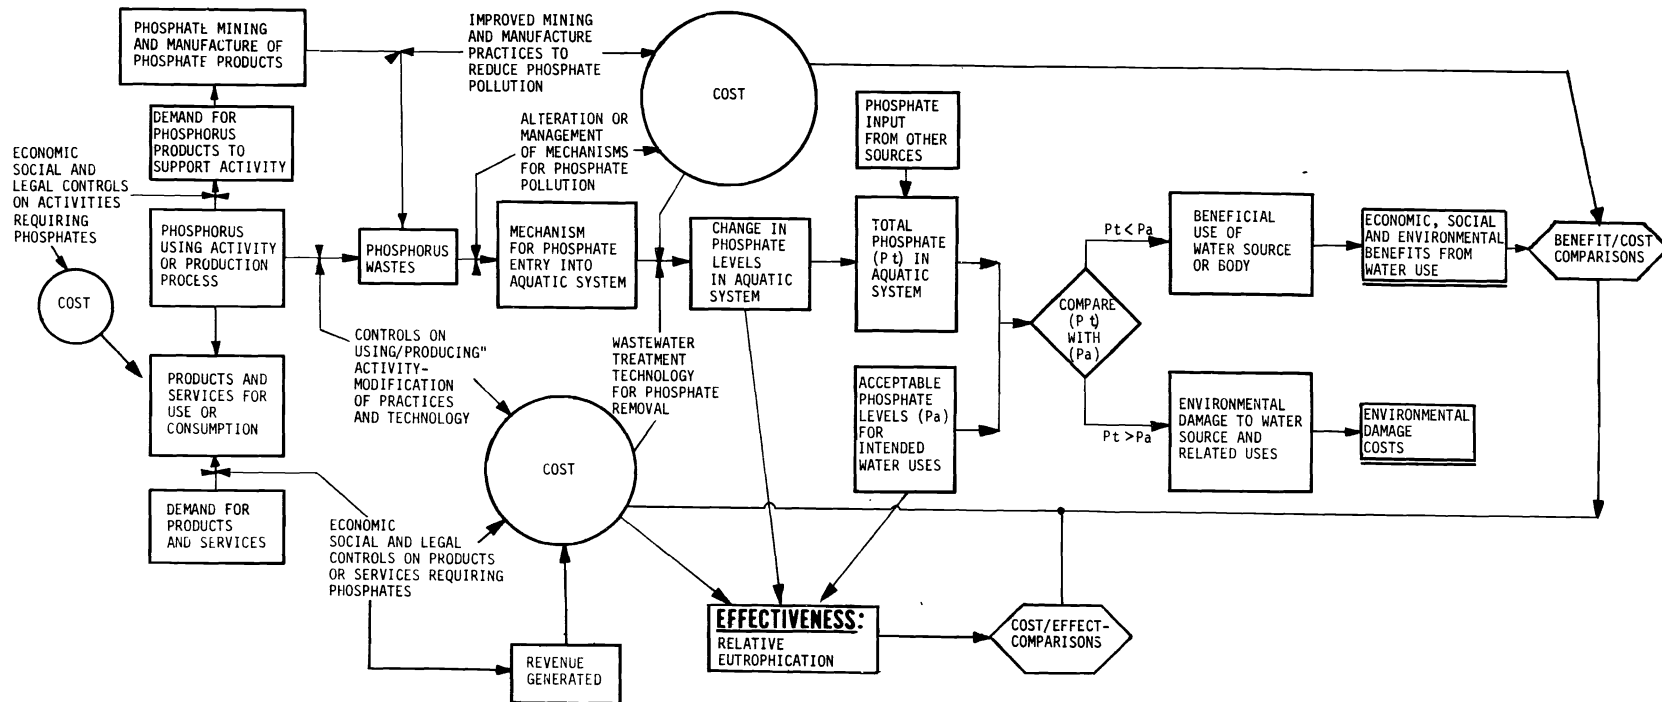 PHOSPHATE MINING
AND MANUFACTURE OF
PHOSPHATE PRODUCTS
IMPROVED MINING
AND MANUFACTURE
PRACTICES TO
REDUCE PHOSPHATE
POLLUTION
COST
DEMAND FOR
PHOSPHORUS
PRODUCTS TO
SUPPORT ACTIVITY
ALTERATION OR
MANAGEMENT
OF MECHANISMS
FOR PHOSPHATE
POLLUTION
PHOSPHATE
INPUT
FROM OTHER
SOURCES
ECONOMIC
SOCIAL AND
LEGAL CONTROLS
ON ACTIVITIES
REQUIRING
PHOSPHATES
COST
PHOSPHORUS
USING ACTIVITY
OR PRODUCTION
PROCESS
PHOSPHORUS
WASTES
MECHANISM
FOR PHOSPHATE
ENTRY INTO
AQUATIC SYSTEM
CHANGE IN
PHOSPHATE
LEVELS
IN AQUATIC
SYSTEM
TOTAL
PHOSPHATE
(Pt) IN
AQUATIC
SYSTEM
Pt < Pa
BENEFICIAL
USE OF
WATER SOURCE
OR BODY
ECONOMIC, SOCIAL
AND ENVIRONMENTAL
BENEFITS FROM
WATER USE
BENEFIT/COST
COMPARISONS
COMPARE
(Pt)
WITH
(Pa)
CONTROLS ON
USING/PRODUCING"
ACTIVITY-
MODIFICATION
OF PRACTICES
AND TECHNOLOGY
WASTEWATER
TREATMENT
TECHNOLOGY
FOR PHOSPHATE
REMOVAL
PRODUCTS AND
SERVICES FOR
USE OR
CONSUMPTION
ACCEPTABLE
PHOSPHATE
LEVELS (Pa)
FOR
INTENDED
WATER USES
Pt > Pa
ENVIRONMENTAL
DAMAGE TO WATER
SOURCE AND
RELATED USES
ENVIRONMENTAL
DAMAGE
COSTS
COST
DEMAND FOR
PRODUCTS
AND SERVICES
ECONOMIC
SOCIAL AND LEGAL
CONTROLS ON PRODUCTS
OR SERVICES REQUIRING
PHOSPHATES
EFFECTIVENESS:
RELATIVE
EUTROPHICATION
COST/EFFECT-
COMPARISONS
REVENUE
GENERATED